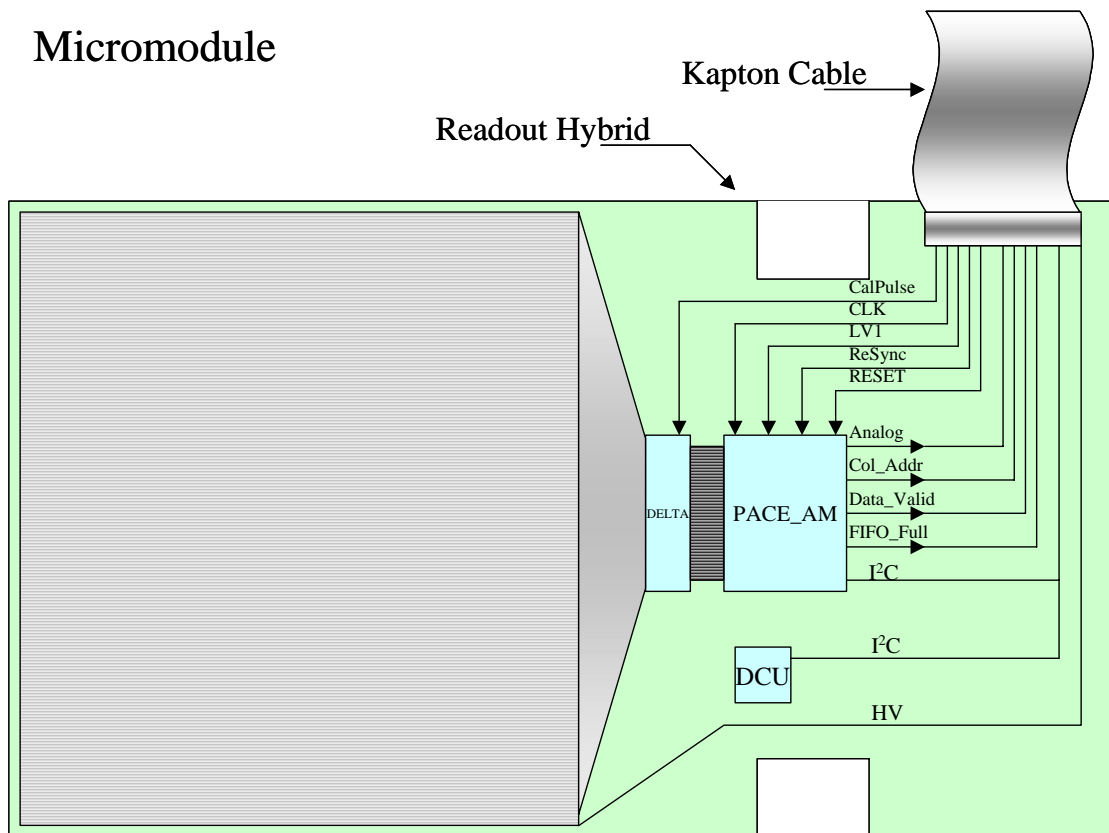 Micromodule
Kapton Cable
Readout Hybrid
CalPulse
CLK
LV1
ReSync
RESET
Analog
Col_Addr
Data_Valid
FIFO_Full
I²C
DELTA
PACE_AM
I²C
DCU
HV